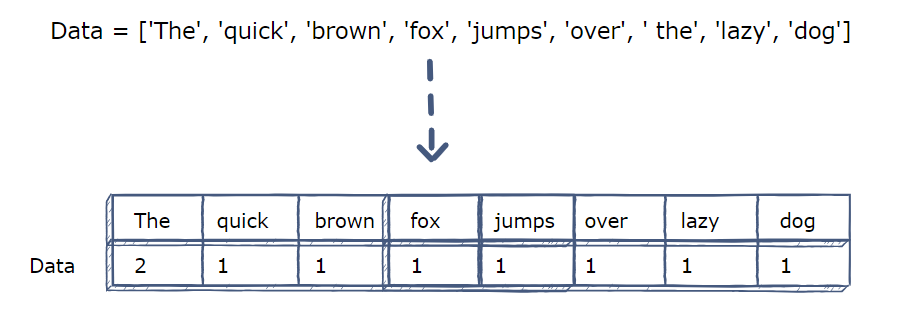 Data = ['The', 'quick', 'brown', 'fox', 'jumps', 'over', ' the', 'lazy', 'dog']
The quick brown fox jumps over lazy dog
Data 2 1 1 1 1 1 1 1